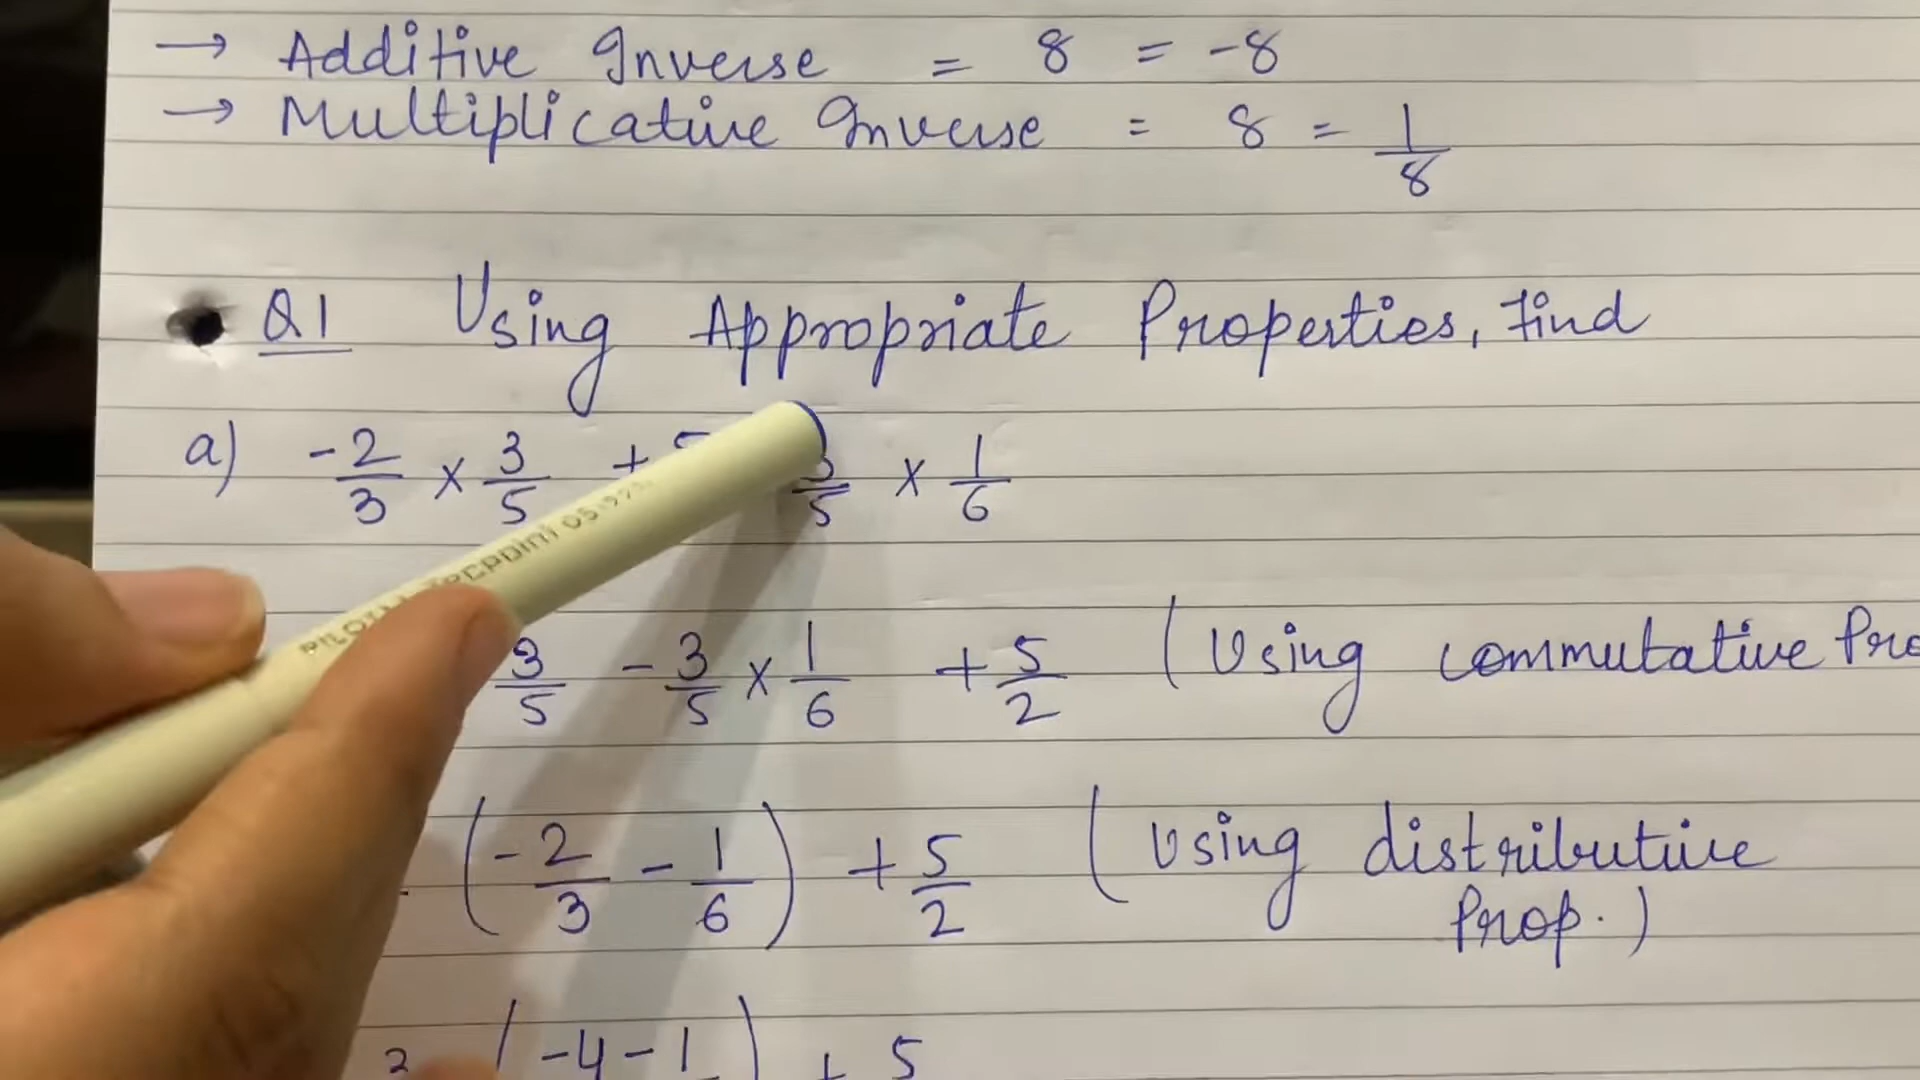 → Additive Inverse = 8 = -8
→ Multiplicative Inverse = 8 = 1/8
Q1 Using Appropriate Properties, find
a) -2/3 × 3/5 + 3/5 × 1/6
3/5 - 3/5 × 1/6 + 5/2 (Using commutative Pro
(-2/3 - 1/6) + 5/2 (Using distributive
Prop.)
(-4-1) + 5